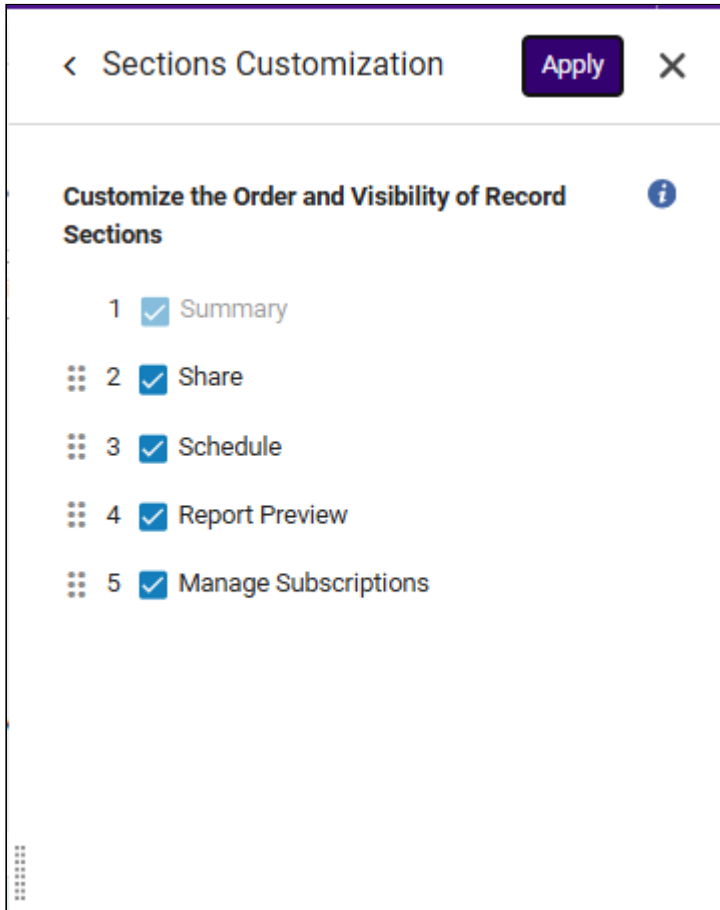 Sections Customization Apply
Customize the Order and Visibility of Record
Sections
1 Summary
2 Share
3 Schedule
4 Report Preview
5 Manage Subscriptions